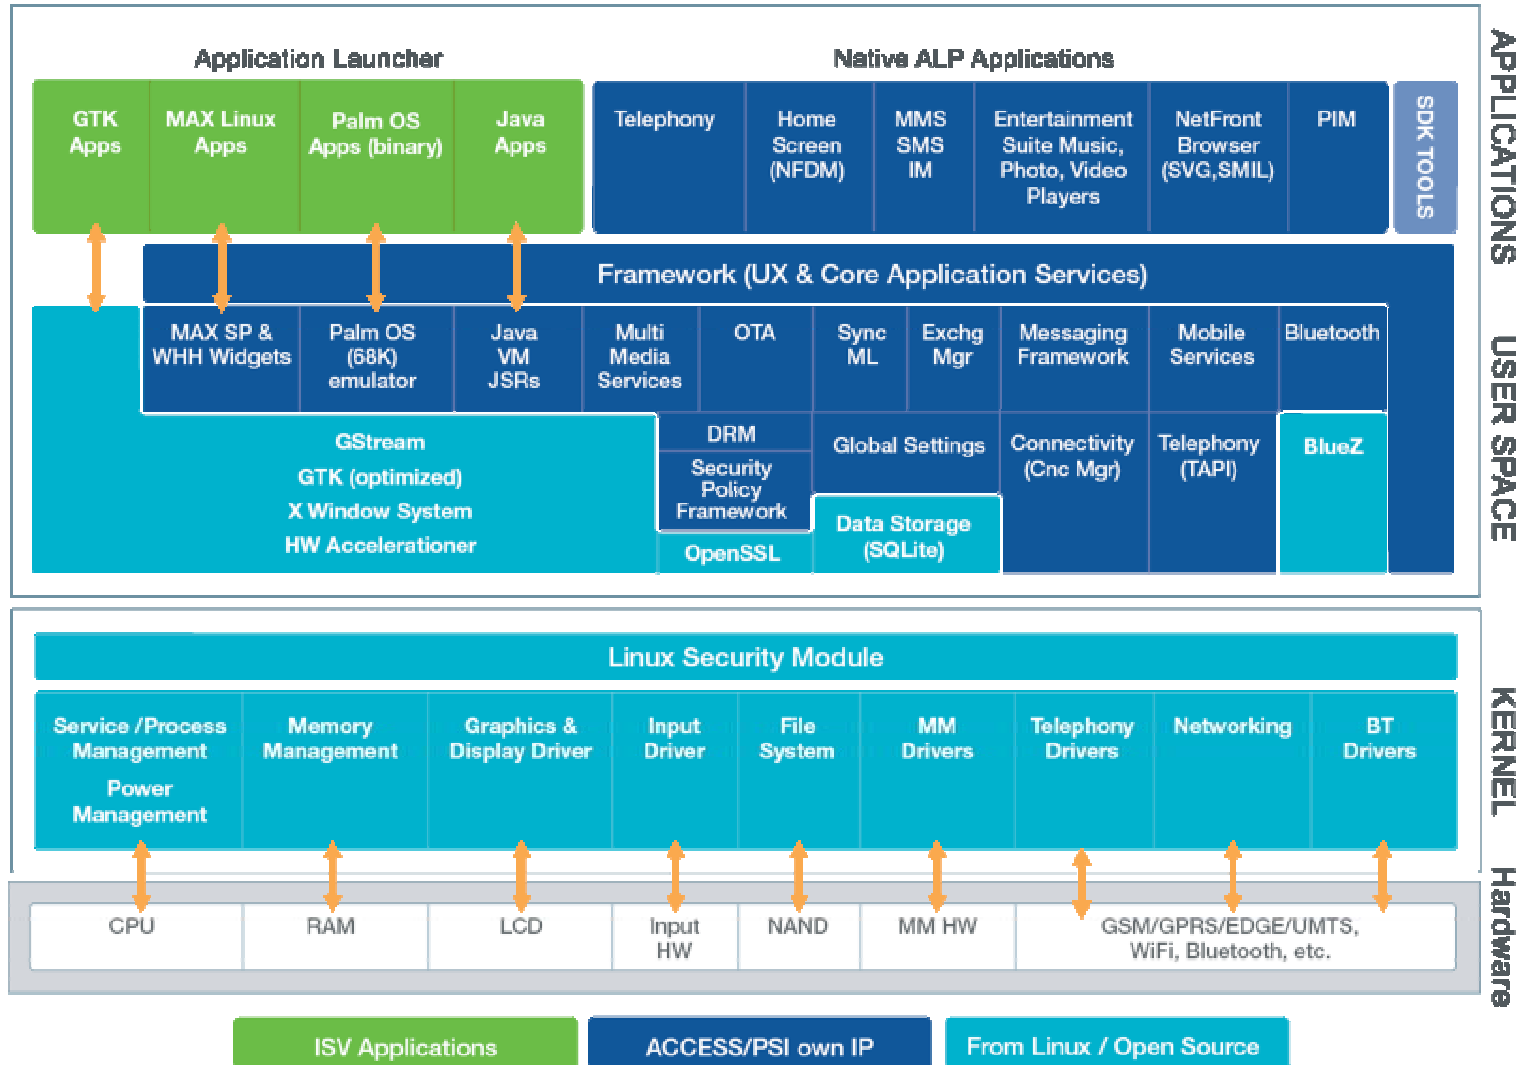 Application Launcher
Native ALP Applications
GTK
Apps
MAX Linux
Apps
Palm OS
Apps (binary)
Java
Apps
Telephony
Home
Screen
(NFDM)
MMS
SMS
IM
Entertainment
Suite Music,
Photo, Video
Players
NetFront
Browser
(SVG,SMIL)
PIM
SDK TOOLS
APPLICATIONS
Framework (UX & Core Application Services)
MAX SP &
WHH Widgets
Palm OS
(68K)
emulator
Java
VM
JSRs
Multi
Media
Services
OTA
Sync
ML
Exchg
Mgr
Messaging
Framework
Mobile
Services
Bluetooth
GStream
GTK (optimized)
X Window System
HW Accelerationer
DRM
Security
Policy
Framework
OpenSSL
Global Settings
Data Storage
(SQLite)
Connectivity
(Cnc Mgr)
Telephony
(TAPI)
BlueZ
USER SPACE
Linux Security Module
Service /Process
Management
Power
Management
Memory
Management
Graphics &
Display Driver
Input
Driver
File
System
MM
Drivers
Telephony
Drivers
Networking
BT
Drivers
KERNEL
CPU
RAM
LCD
Input
HW
NAND
MM HW
GSM/GPRS/EDGE/UMTS,
WiFi, Bluetooth, etc.
Hardware
ISV Applications
ACCESS/PSI own IP
From Linux / Open Source